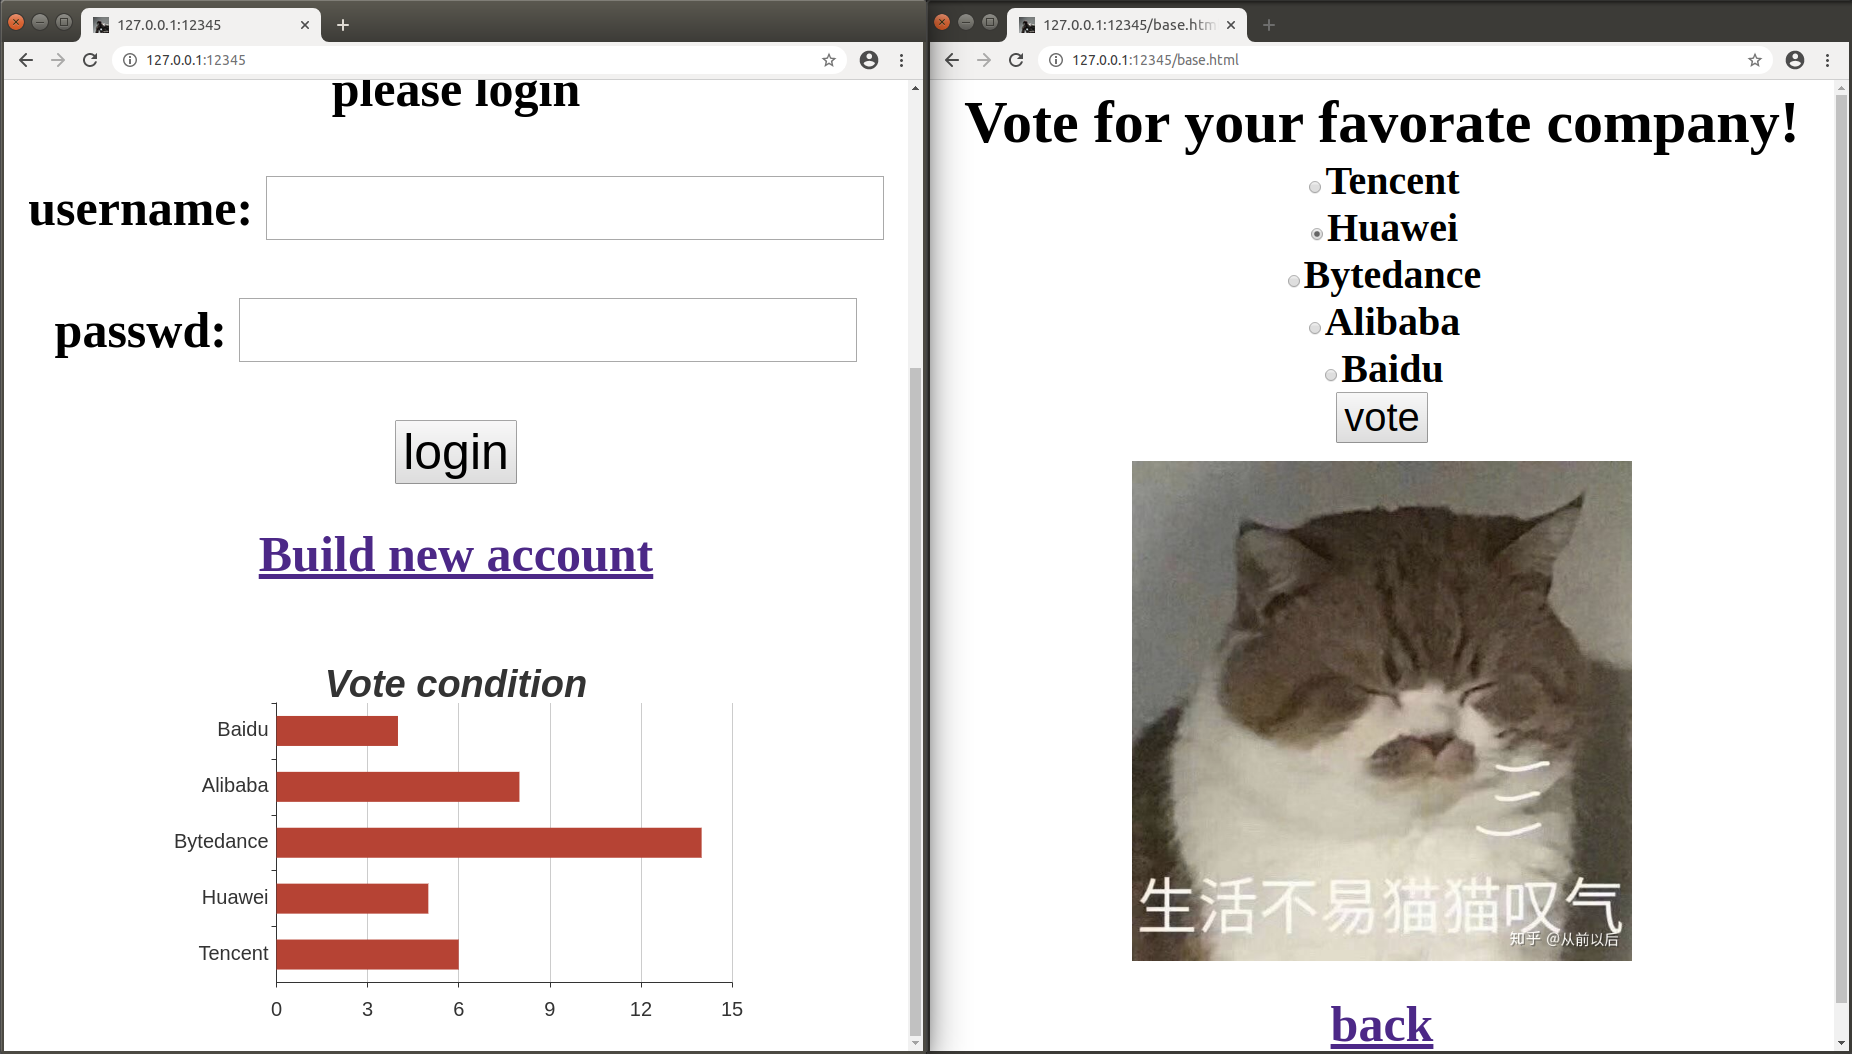 127.0.0.1:12345
127.0.0.1:12345
please login
username:
passwd:
login
Build new account
Vote condition
Baidu
Alibaba
Bytedance
Huawei
Tencent
0 3 6 9 12 15
127.0.0.1:12345/base.htm
127.0.0.1:12345/base.html
Vote for your favorate company!
Tencent
Huawei
Bytedance
Alibaba
Baidu
vote
生活不易猫猫叹气
知乎 @从前以后
back